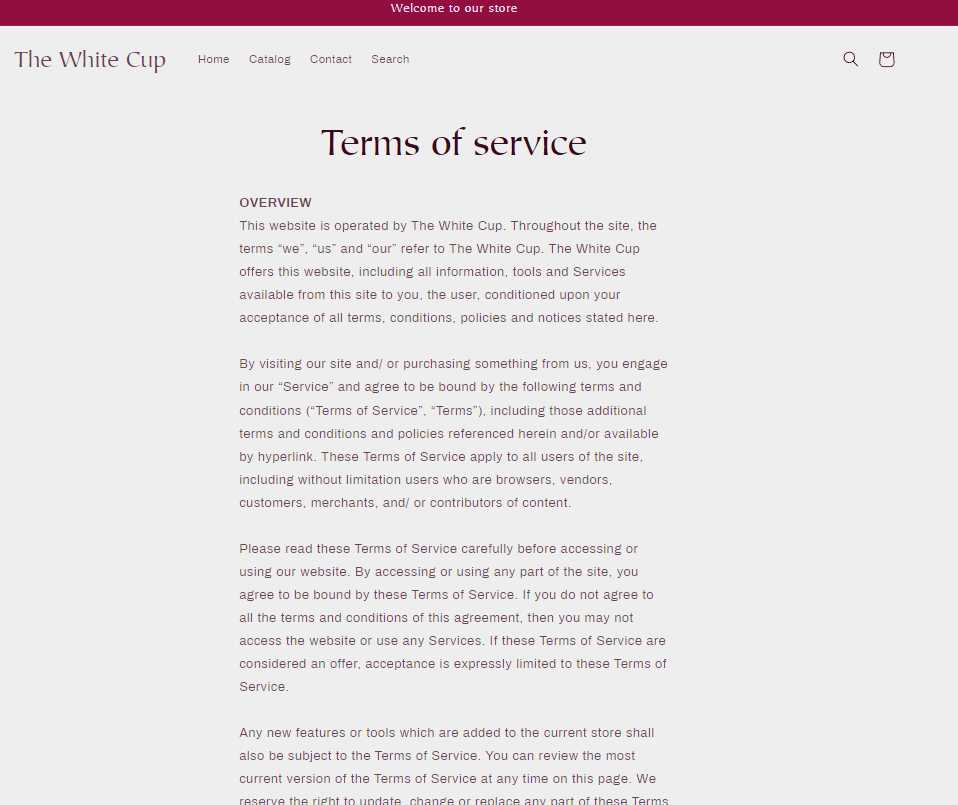 Welcome to our store
The White Cup
Home Catalog Contact Search
Terms of service
OVERVIEW
This website is operated by The White Cup. Throughout the site, the
terms “we”, “us” and “our” refer to The White Cup. The White Cup
offers this website, including all information, tools and Services
available from this site to you, the user, conditioned upon your
acceptance of all terms, conditions, policies and notices stated here.
By visiting our site and/ or purchasing something from us, you engage
in our “Service” and agree to be bound by the following terms and
conditions (“Terms of Service”, “Terms”), including those additional
terms and conditions and policies referenced herein and/or available
by hyperlink. These Terms of Service apply to all users of the site,
including without limitation users who are browsers, vendors,
customers, merchants, and/ or contributors of content.
Please read these Terms of Service carefully before accessing or
using our website. By accessing or using any part of the site, you
agree to be bound by these Terms of Service. If you do not agree to
all the terms and conditions of this agreement, then you may not
access the website or use any Services. If these Terms of Service are
considered an offer, acceptance is expressly limited to these Terms of
Service.
Any new features or tools which are added to the current store shall
also be subject to the Terms of Service. You can review the most
current version of the Terms of Service at any time on this page. We
reserve the right to update, change or replace any part of these Terms